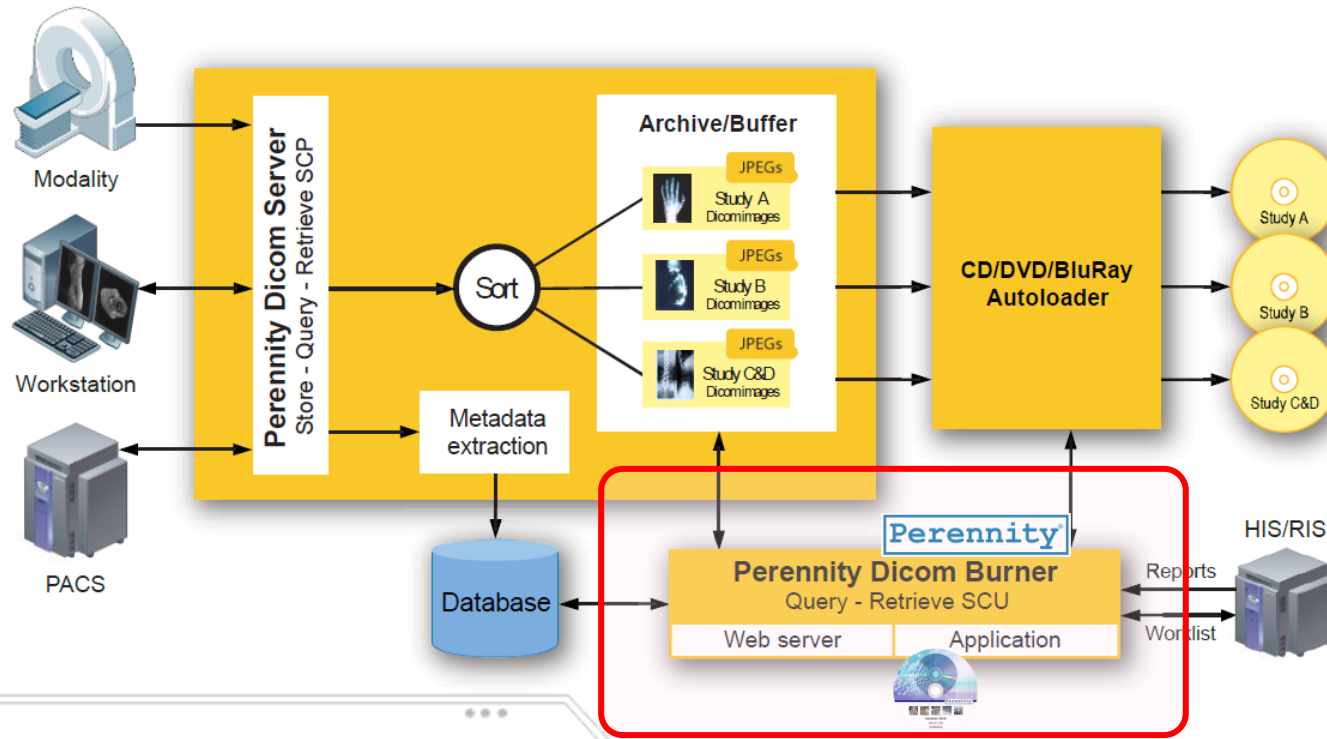 Modality
Workstation
PACS
Perennity Dicom Server
Store - Query - Retrieve SCP
Sort
Metadata
extraction
Database
Archive/Buffer
JPEGs
Study A
Dicomimages
JPEGs
Study B
Dicomimages
JPEGs
Study C&D
Dicomimages
CD/DVD/BluRay
Autoloader
Study A
Study B
Study C&D
Perennity
Perennity Dicom Burner
Query - Retrieve SCU
Web server
Application
Reports
Worklist
HIS/RIS
Perennity